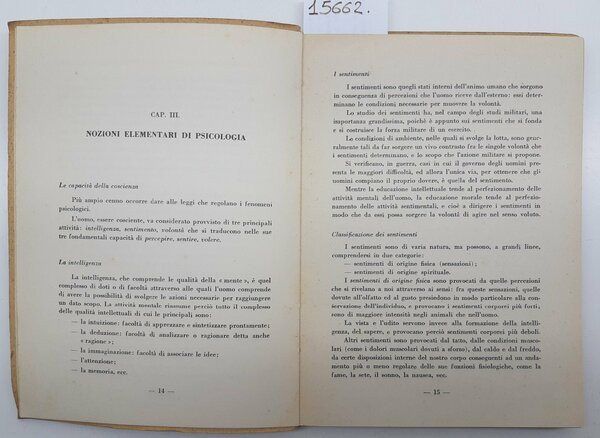 15662.
CAP. III.
NOZIONI ELEMENTARI DI PSICOLOGIA
Le capacità della coscienza
Più ampio cenno occorre dare alle leggi che regolano i fenomeni
psicologici.
L'uomo, essere cosciente, va considerato provvisto di tre principali
attività: intelligenza, sentimento, volontà che si traducono nelle sue
tre fondamentali capacità di percepire, sentire, volere.
La intelligenza
La intelligenza, che comprende le qualità della « mente », è quel
complesso di doti o di facoltà attraverso alle quali l'uomo comprende
di avere la possibilità di svolgere le azioni necessarie per raggiungere
un dato scopo. La attività mentale riassume perciò tutto il complesso
delle qualità intellettuali di cui le principali sono:
— la intuizione: facoltà di apprezzare e sintetizzare prontamente;
— la deduzione: facoltà di analizzare o ragionare detta anche
« ragione »;
— la immaginazione: facoltà di associare le idee;
— l'attenzione;
— la memoria, ecc.
— 14 —
I sentimenti
I sentimenti sono quegli stati interni dell'animo umano che sorgono
in conseguenza di percezioni che l'uomo riceve dall'esterno: essi deter-
minano le condizioni necessarie per muovere la volontà.
Lo studio dei sentimenti ha, nel campo degli studi militari, una
importanza grandissima, poichè è appunto sui sentimenti che si fonda
e si costruisce la forza militare di un esercito.
Le condizioni di ambiente, nelle quali si svolge la lotta, sono gene-
ralmente tali da far sorgere un vivo contrasto fra le singole volontà che
i sentimenti determinano, e lo scopo che l'azione militare si propone.
Si verificano, in guerra, casi in cui la guida degli uomini pre-
senta le maggiori difficoltà, ed allora l'unica via, per ottenere che gli
uomini compiano il proprio dovere, è quella del sentimento.
Mentre la educazione intellettuale tende al perfezionamento delle
attività mentali dell'uomo, la educazione morale tende al perfeziona-
mento delle attività sentimentali, e cioè a dirigere i sentimenti in
modo che da essi possa sorgere la volontà di agire nel senso voluto.
Classificazione dei sentimenti
I sentimenti sono di varia natura, ma possono, a grandi linee,
comprendersi in due categorie:
— sentimenti di origine fisica (sensazioni);
— sentimenti di origine spirituale.
I sentimenti di origine fisica sono provocati da quelle percezioni
che si rivelano a noi attraverso ai sensi: fra queste sensazioni, quelle
dovute all'olfatto ed al gusto presiedono in modo particolare alla con-
servazione dell'individuo, e provocano i sentimenti corporei più forti;
sono di maggiore intensità negli animali che nell'uomo.
La vista e l'udito servono invece alla formazione della intelli-
genza, del sapere, e provocano perciò sentimenti corporei più deboli.
Altri sentimenti sono provocati dal tatto, dalle condizioni musco-
lari (come i dolori muscolari dovuti a sforzo), dal caldo e dal freddo,
da certe disposizioni interne del nostro corpo conseguenti ad un anda-
mento più o meno regolare delle sue funzioni fisiologiche, come la
fame, la sete, il sonno, la nausea, ecc.
— 15 —